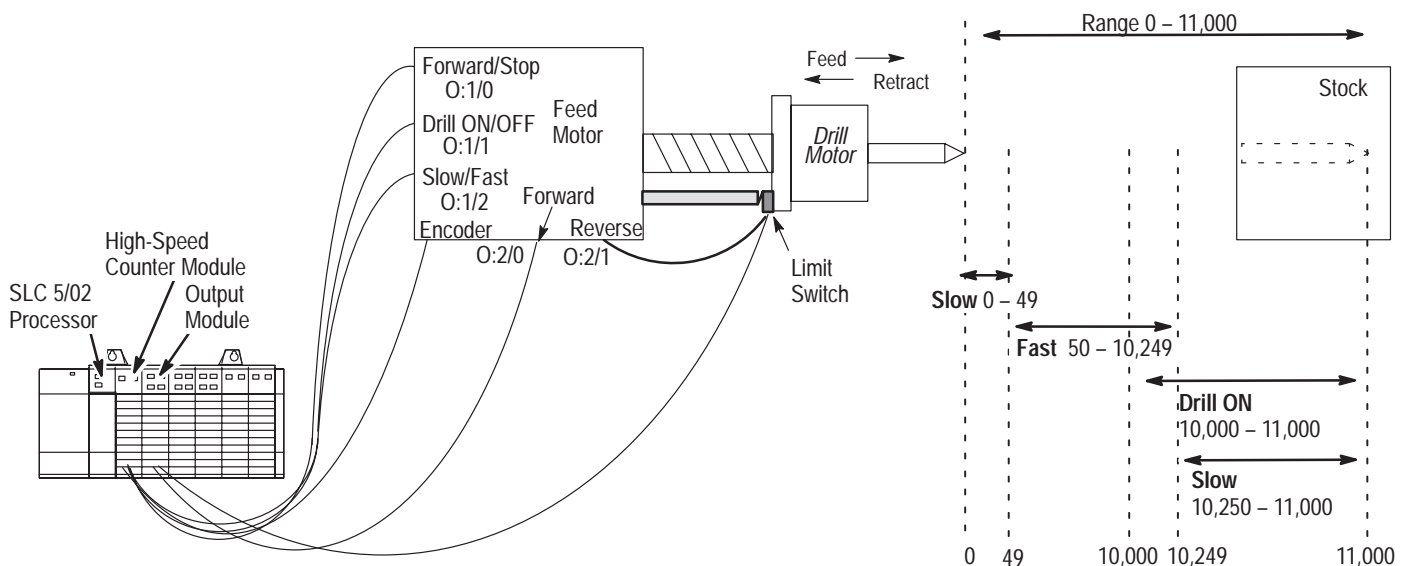 Range 0 – 11,000
Feed
Retract
Stock
Forward/Stop
O:1/0
Feed
Motor
Drill ON/OFF
O:1/1
Slow/Fast
O:1/2
Forward
Encoder
Reverse
O:2/0
O:2/1
Drill
Motor
Limit
Switch
High-Speed
Counter Module
Output
Module
SLC 5/02
Processor
Slow 0 – 49
Fast 50 – 10,249
Drill ON
10,000 – 11,000
Slow
10,250 – 11,000
0
49
10,000
10,249
11,000